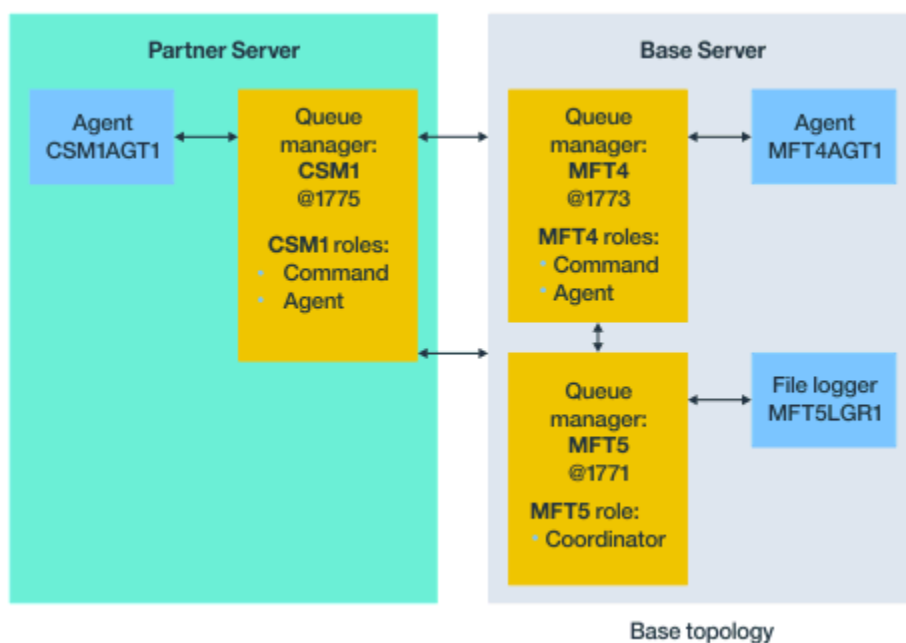 Partner Server
Agent
CSM1AGT1
Queue
manager:
CSM1
@1775
CSM1 roles:
• Command
• Agent
Base Server
Queue
manager:
MFT4
@1773
MFT4 roles:
• Command
• Agent
Agent
MFT4AGT1
Queue
manager:
MFT5
@1771
MFT5 role:
• Coordinator
File logger
MFT5LGR1
Base topology